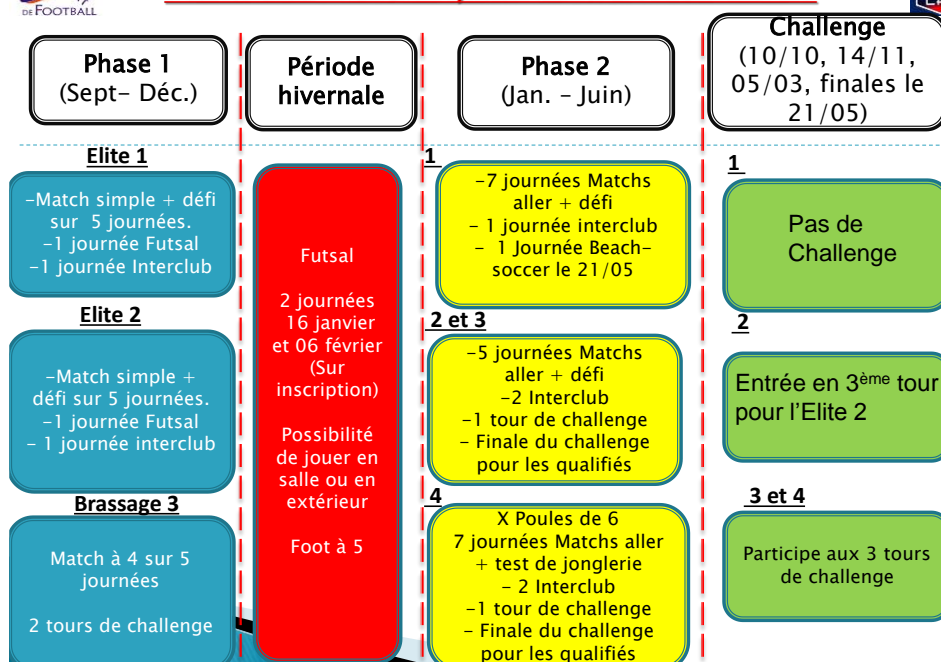 DE FOOTBALL
Phase 1
(Sept– Déc.)
Période
hivernale
Phase 2
(Jan. – Juin)
Challenge
(10/10, 14/11,
05/03, finales le
21/05)
Elite 1
–Match simple + défi
sur 5 journées.
–1 journée Futsal
–1 journée Interclub
Elite 2
–Match simple +
défi sur 5 journées.
–1 journée Futsal
– 1 journée interclub
Brassage 3
Match à 4 sur 5
journées
2 tours de challenge
Futsal
2 journées
16 janvier
et 06 février
(Sur
inscription)
Possibilité
de jouer en
salle ou en
extérieur
Foot à 5
1
–7 journées Matchs
aller + défi
– 1 journée interclub
– 1 Journée Beach–
soccer le 21/05
2 et 3
–5 journées Matchs
aller + défi
–2 Interclub
–1 tour de challenge
– Finale du challenge
pour les qualifiés
4
X Poules de 6
7 journées Matchs aller
+ test de jonglerie
– 2 Interclub
–1 tour de challenge
– Finale du challenge
pour les qualifiés
1
Pas de
Challenge
2
Entrée en 3ème tour
pour l’Elite 2
3 et 4
Participe aux 3 tours
de challenge